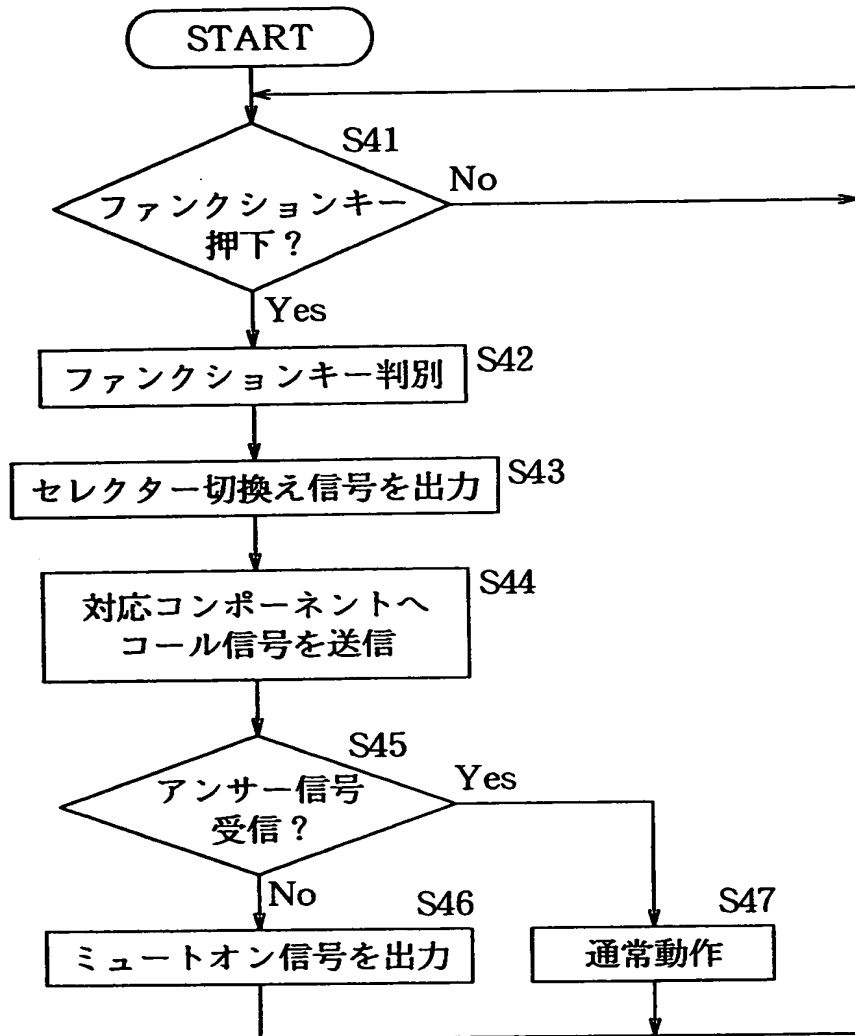 START
S41
No
ファンクションキー
押下？
Yes
ファンクションキー判別
S42
セレクター切換え信号を出力
S43
対応コンポーネントへ
コール信号を送信
S44
S45
アンサー信号
受信？
Yes
No
S46
ミュートオン信号を出力
S47
通常動作